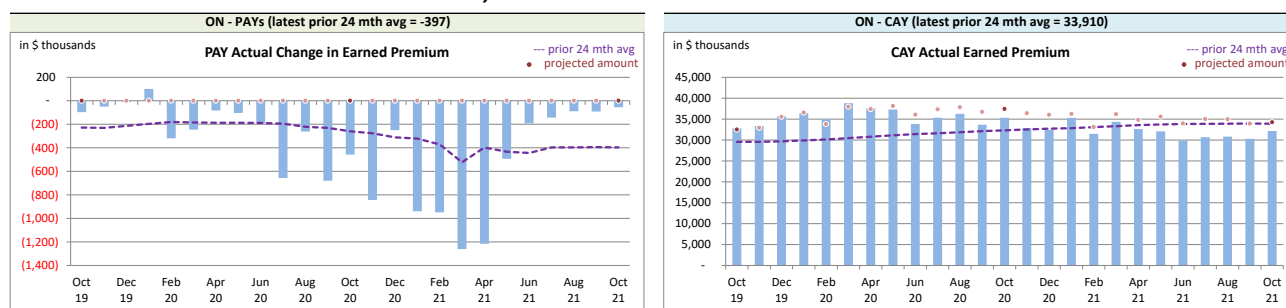 ON - PAYs (latest prior 24 mth avg = -397)
in $ thousands
PAY Actual Change in Earned Premium
--- prior 24 mth avg
projected amount
200
-
(200)
(400)
(600)
(800)
(1,000)
(1,200)
(1,400)
Oct Dec Feb Apr Jun Aug Oct Dec Feb Apr Jun Aug Oct
19 19 20 20 20 20 20 20 21 21 21 21 21
ON - CAY (latest prior 24 mth avg = 33,910)
in $ thousands
CAY Actual Earned Premium
--- prior 24 mth avg
projected amount
45,000
40,000
35,000
30,000
25,000
20,000
15,000
10,000
5,000
-
Oct Dec Feb Apr Jun Aug Oct Dec Feb Apr Jun Aug Oct
19 19 20 20 20 20 20 20 21 21 21 21 21